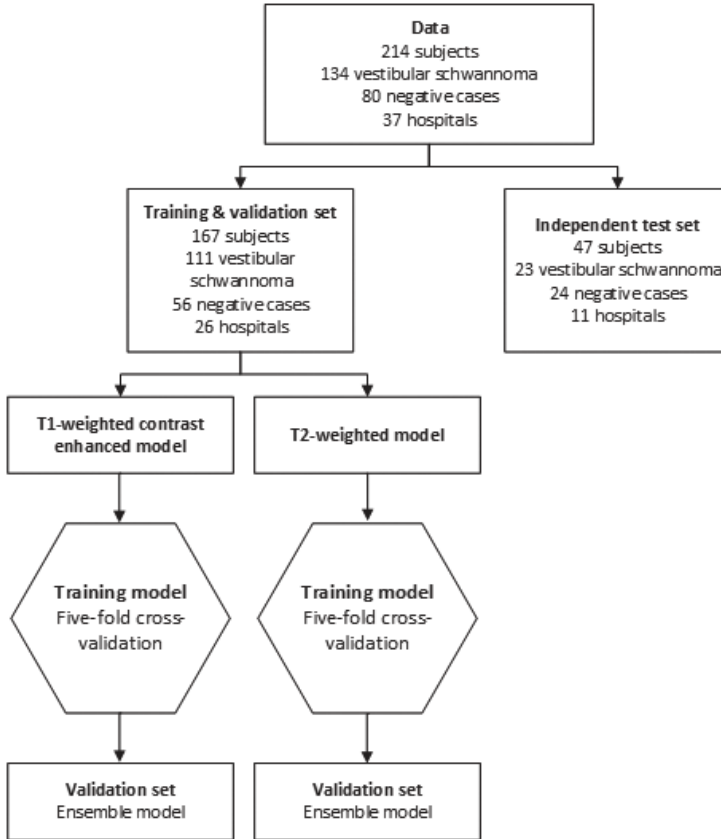 Data
214 subjects
134 vestibular schwannoma
80 negative cases
37 hospitals
Training & validation set
167 subjects
111 vestibular
schwannoma
56 negative cases
26 hospitals
Independent test set
47 subjects
23 vestibular schwannoma
24 negative cases
11 hospitals
T1-weighted contrast
enhanced model
T2-weighted model
Training model
Five-fold cross-
validation
Training model
Five-fold cross-
validation
Validation set
Ensemble model
Validation set
Ensemble model